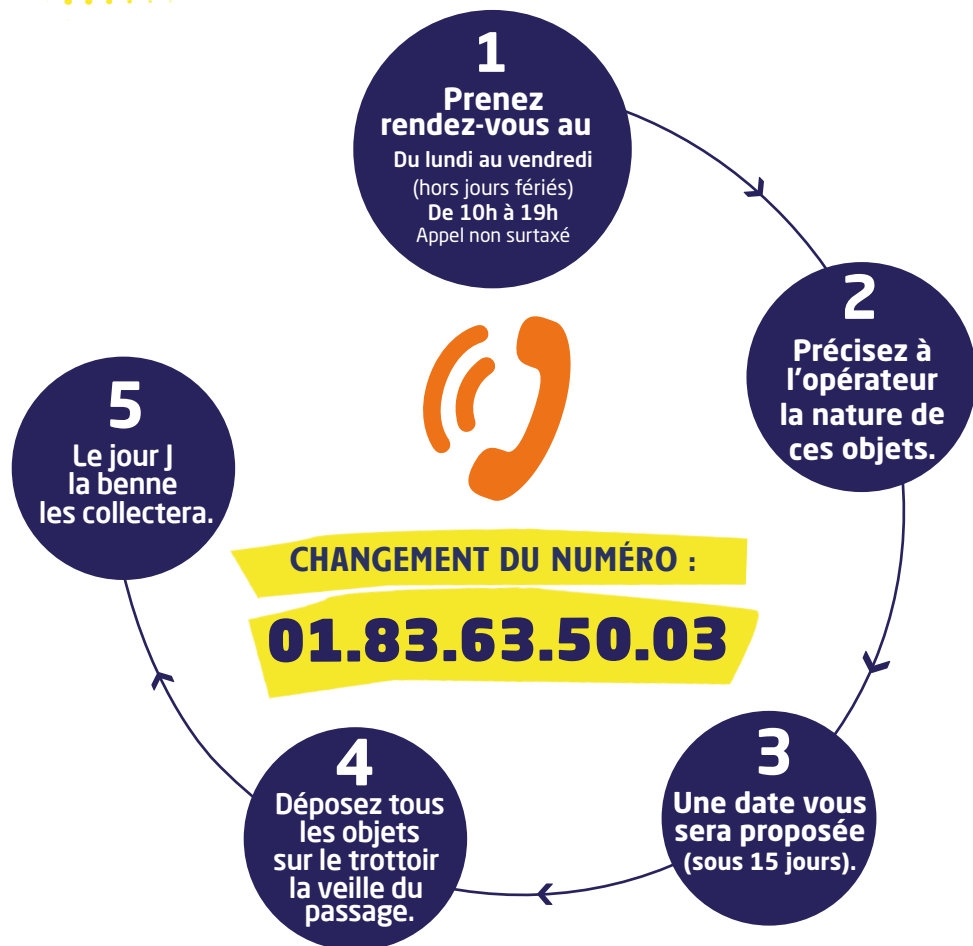 1
Prenez
rendez-vous au
Du lundi au vendredi
(hors jours fériés)
De 10h à 19h
Appel non surtaxé
2
Précisez à
l'opérateur
la nature de
ces objets.
3
Une date vous
sera proposée
(sous 15 jours).
4
Déposez tous
les objets
sur le trottoir
la veille du
passage.
5
Le jour J
la benne
les collectera.
CHANGEMENT DU NUMÉRO :
01.83.63.50.03